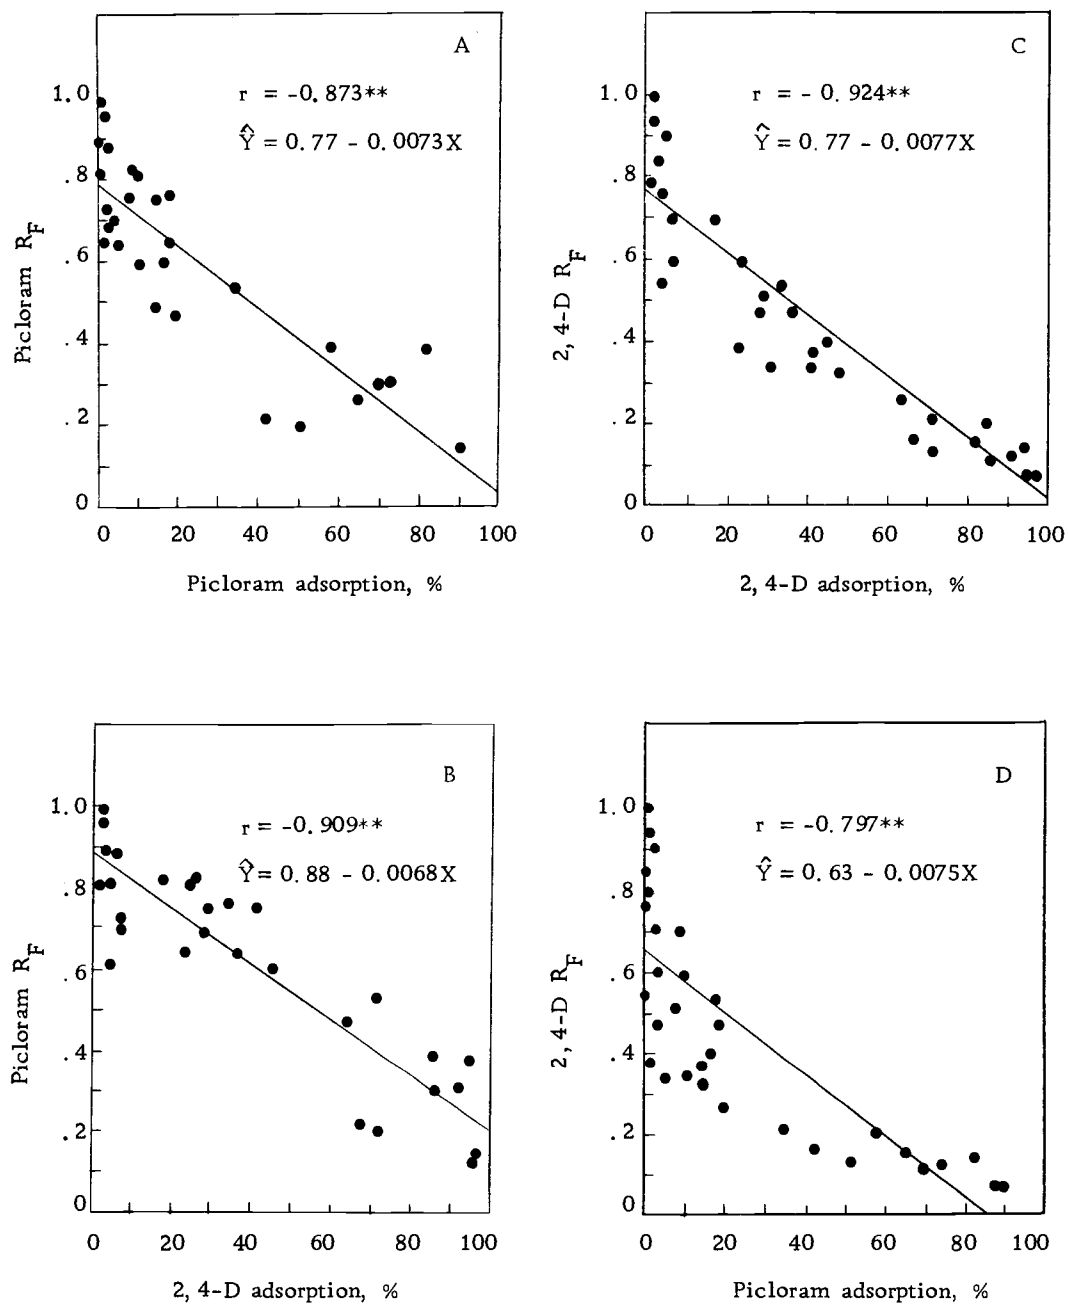 A
r = -0.873**
Ŷ = 0.77 - 0.0073X
1.0
.8
.6
.4
.2
0
Picloram RF
0 20 40 60 80 100
Picloram adsorption, %
C
r = - 0.924**
Ŷ = 0.77 - 0.0077X
1.0
.8
.6
.4
.2
0
2,4-D RF
0 20 40 60 80 100
2,4-D adsorption, %
B
r = -0.909**
Ŷ = 0.88 - 0.0068X
1.0
.8
.6
.4
.2
0
Picloram RF
0 20 40 60 80 100
2,4-D adsorption, %
D
r = -0.797**
Ŷ = 0.63 - 0.0075X
1.0
.8
.6
.4
.2
0
2,4-D RF
0 20 40 60 80 100
Picloram adsorption, %